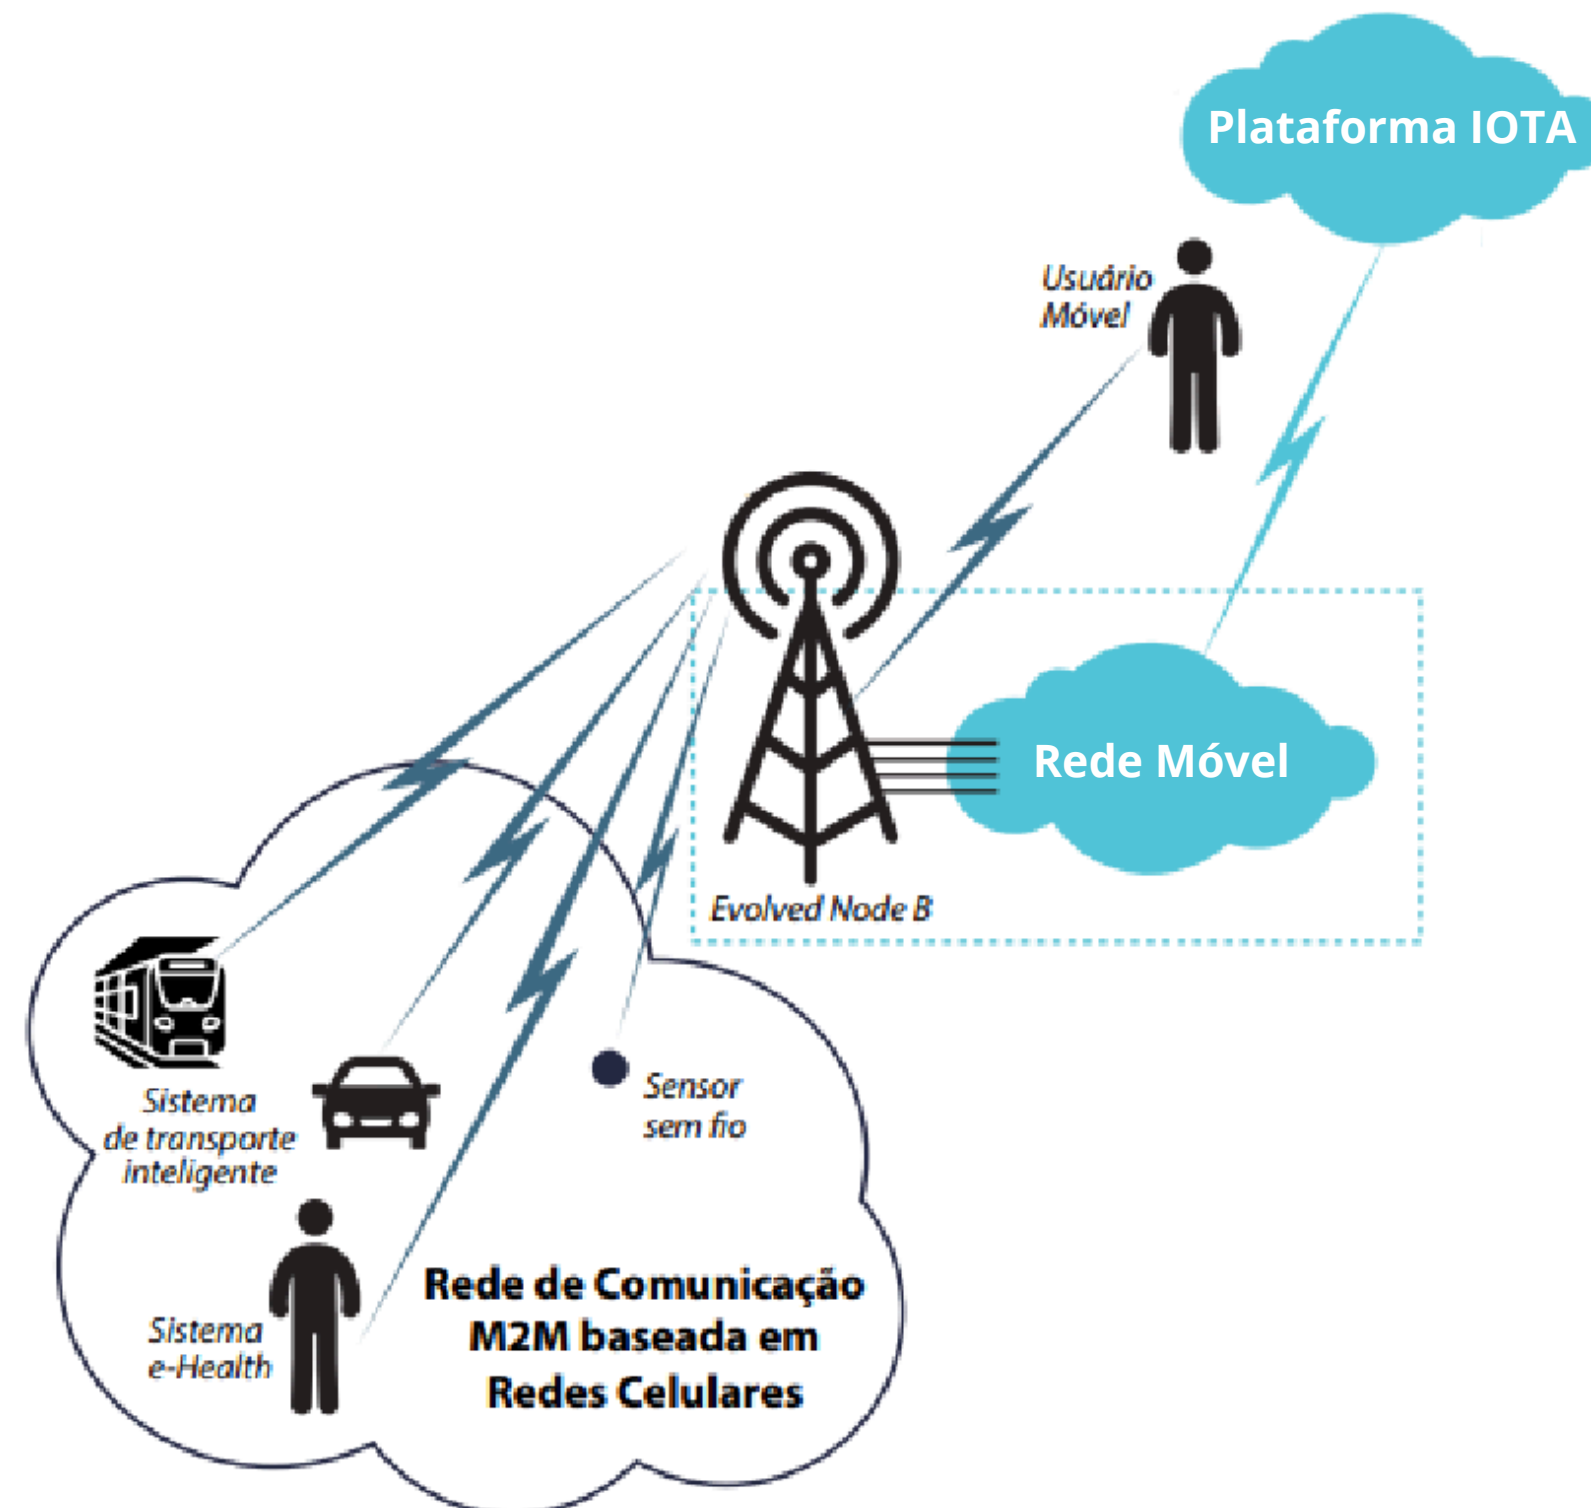 Plataforma IOTA
Usuário
Móvel
Rede Móvel
Evolved Node B
Sistema
de transporte
inteligente
Sensor
sem fio
Sistema
e-Health
Rede de Comunicação
M2M baseada em
Redes Celulares